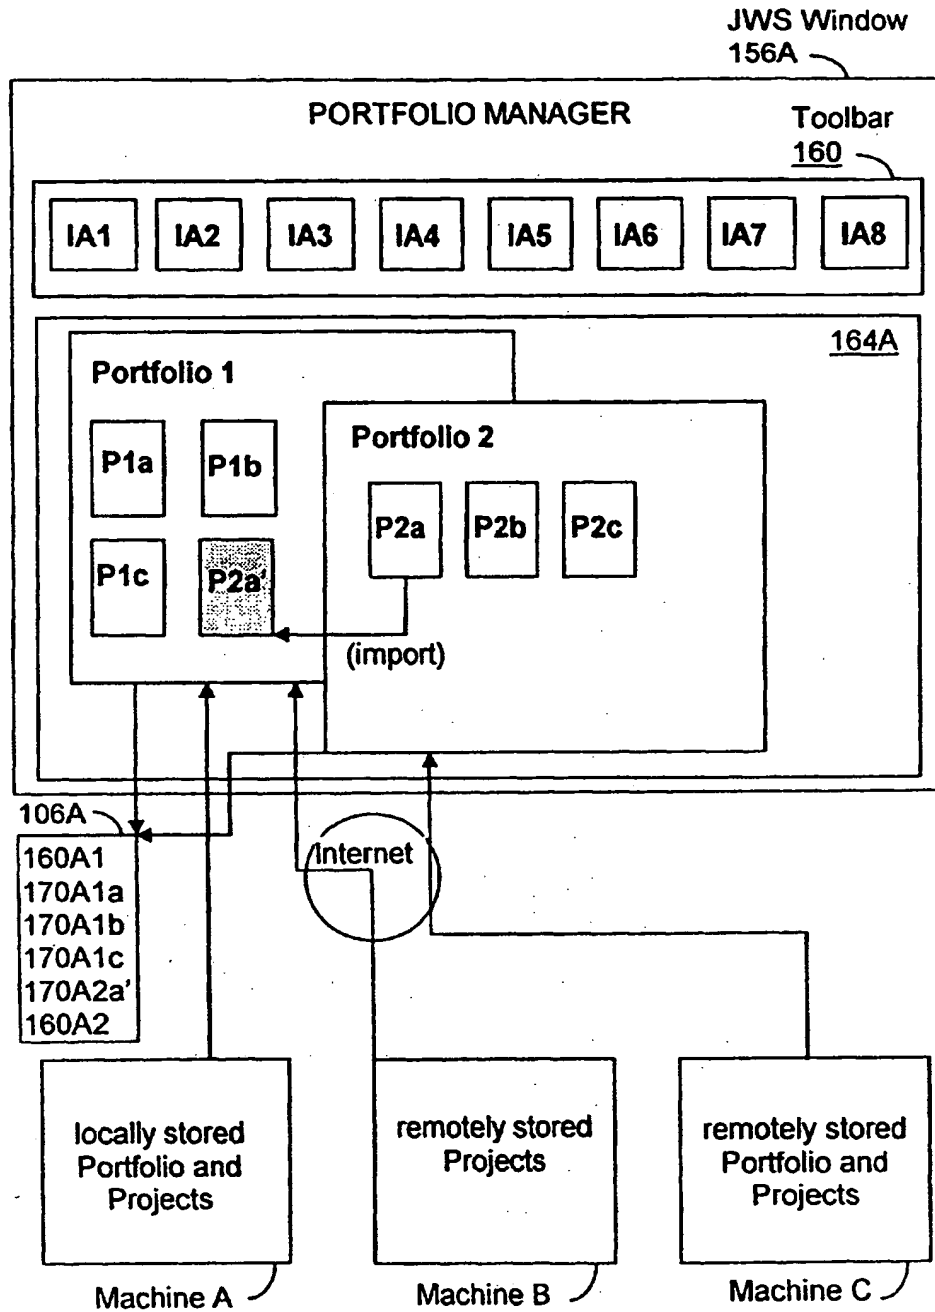 JWS Window
156A
PORTFOLIO MANAGER
Toolbar
160
IA1 IA2 IA3 IA4 IA5 IA6 IA7 IA8
164A
Portfolio 1
P1a P1b
P1c P2a'
Portfolio 2
P2a P2b P2c
(import)
106A
160A1
170A1a
170A1b
170A1c
170A2a'
160A2
Internet
locally stored
Portfolio and
Projects
remotely stored
Projects
remotely stored
Portfolio and
Projects
Machine A
Machine B
Machine C